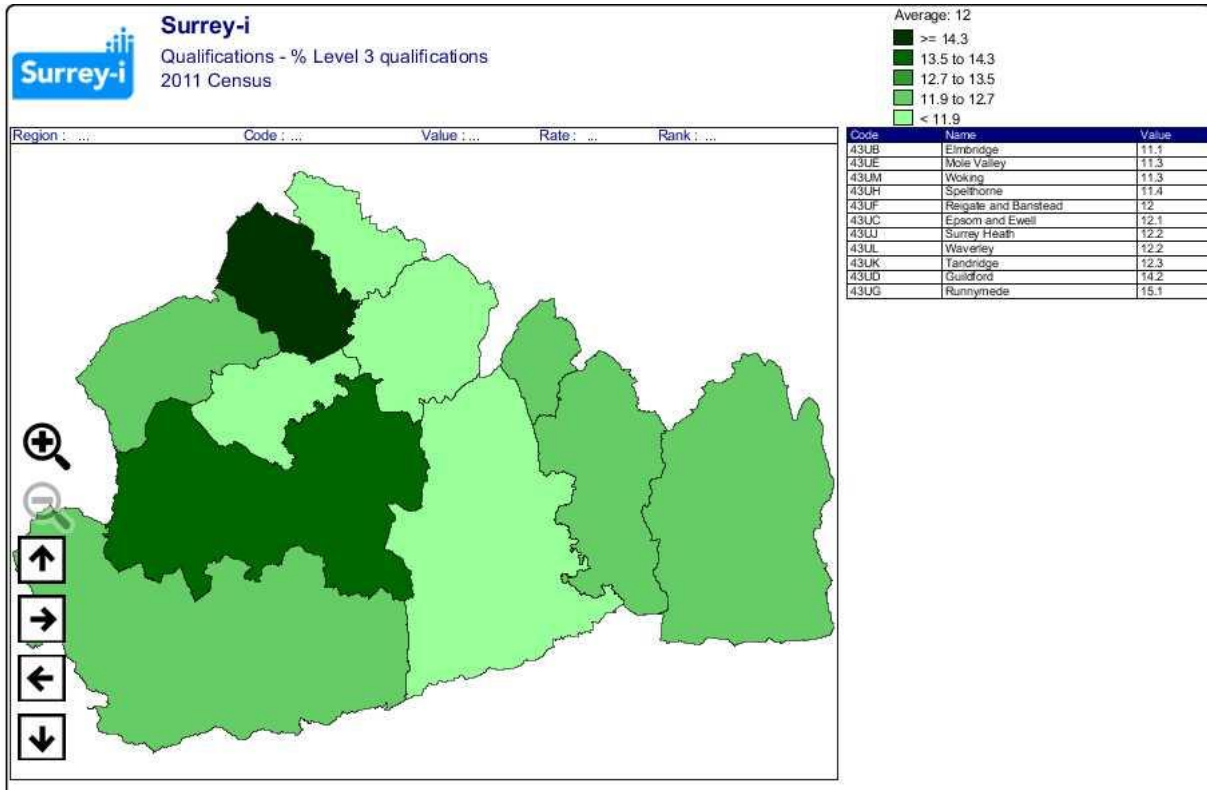 Surrey-i
Surrey-i
Qualifications - % Level 3 qualifications
2011 Census
Average: 12
>= 14.3
13.5 to 14.3
12.7 to 13.5
11.9 to 12.7
< 11.9
Region : ... Code : ... Value : ... Rate : ... Rank : ...
Code Name Value
43UB Elmbridge 11.1
43UE Mole Valley 11.3
43UM Woking 11.3
43UH Spelthorne 11.4
43UF Reigate and Banstead 12
43UC Epsom and Ewell 12.1
43UJ Surrey Heath 12.2
43UL Waverley 12.2
43UK Tandridge 12.3
43UD Guildford 14.2
43UG Runnymede 15.1